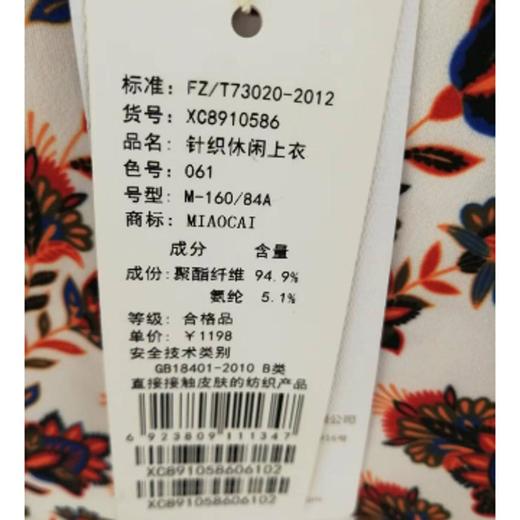 标准: FZ/T73020-2012
货号: XC8910586
品名: 针织休闲上衣
色号: 061
号型: M-160/84A
商标: MIAOCAI
成分 含量
成份: 聚酯纤维 94.9%
氨纶 5.1%
等级: 合格品
单价: ￥1198
安全技术类别
GB18401-2010 B类
直接接触皮肤的纺织产品
6 923809 111347
XC891058606102
XC891058606102
公司